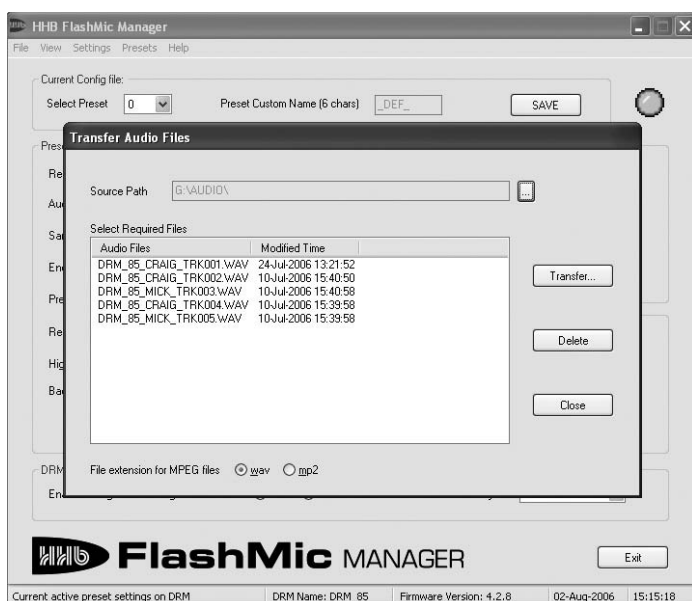 HHB FlashMic Manager
File View Settings Presets Help
Current Config file:
Select Preset 0 Preset Custom Name (6 chars) _DEF_ SAVE
Transfer Audio Files
Source Path G:\AUDIO\ ...
Select Required Files
Audio Files Modified Time
DRM_85_CRAIG_TRK001.WAV 24-Jul-2006 13:21:52
DRM_85_CRAIG_TRK002.WAV 10-Jul-2006 15:40:50
DRM_85_MICK_TRK003.WAV 10-Jul-2006 15:40:58
DRM_85_CRAIG_TRK004.WAV 10-Jul-2006 15:39:58
DRM_85_MICK_TRK005.WAV 10-Jul-2006 15:39:58
Transfer...
Delete
Close
File extension for MPEG files wav mp2
DRM
HHB FlashMic MANAGER Exit
Current active preset settings on DRM DRM Name: DRM_85 Firmware Version: 4.2.8 02-Aug-2006 15:15:18